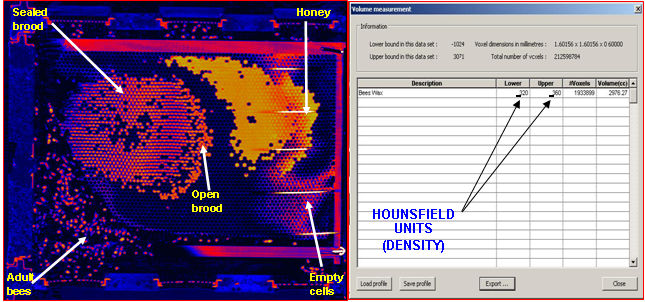 Sealed
brood
Honey
Open
brood
Adult
bees
Empty
cells
Volume measurement
Information
Lower bound in this data set : -1024 Voxel dimensions in millimetres : 1.60156 x 1.60156 x 0.60000
Upper bound in this data set : 3071 Total number of voxels : 212598784
Description Lower Upper #Voxels Volume(cc)
Bees Wax 1933899 2976.27
HOUNSFIELD
UNITS
(DENSITY)
Load profile Save profile Export ... Close